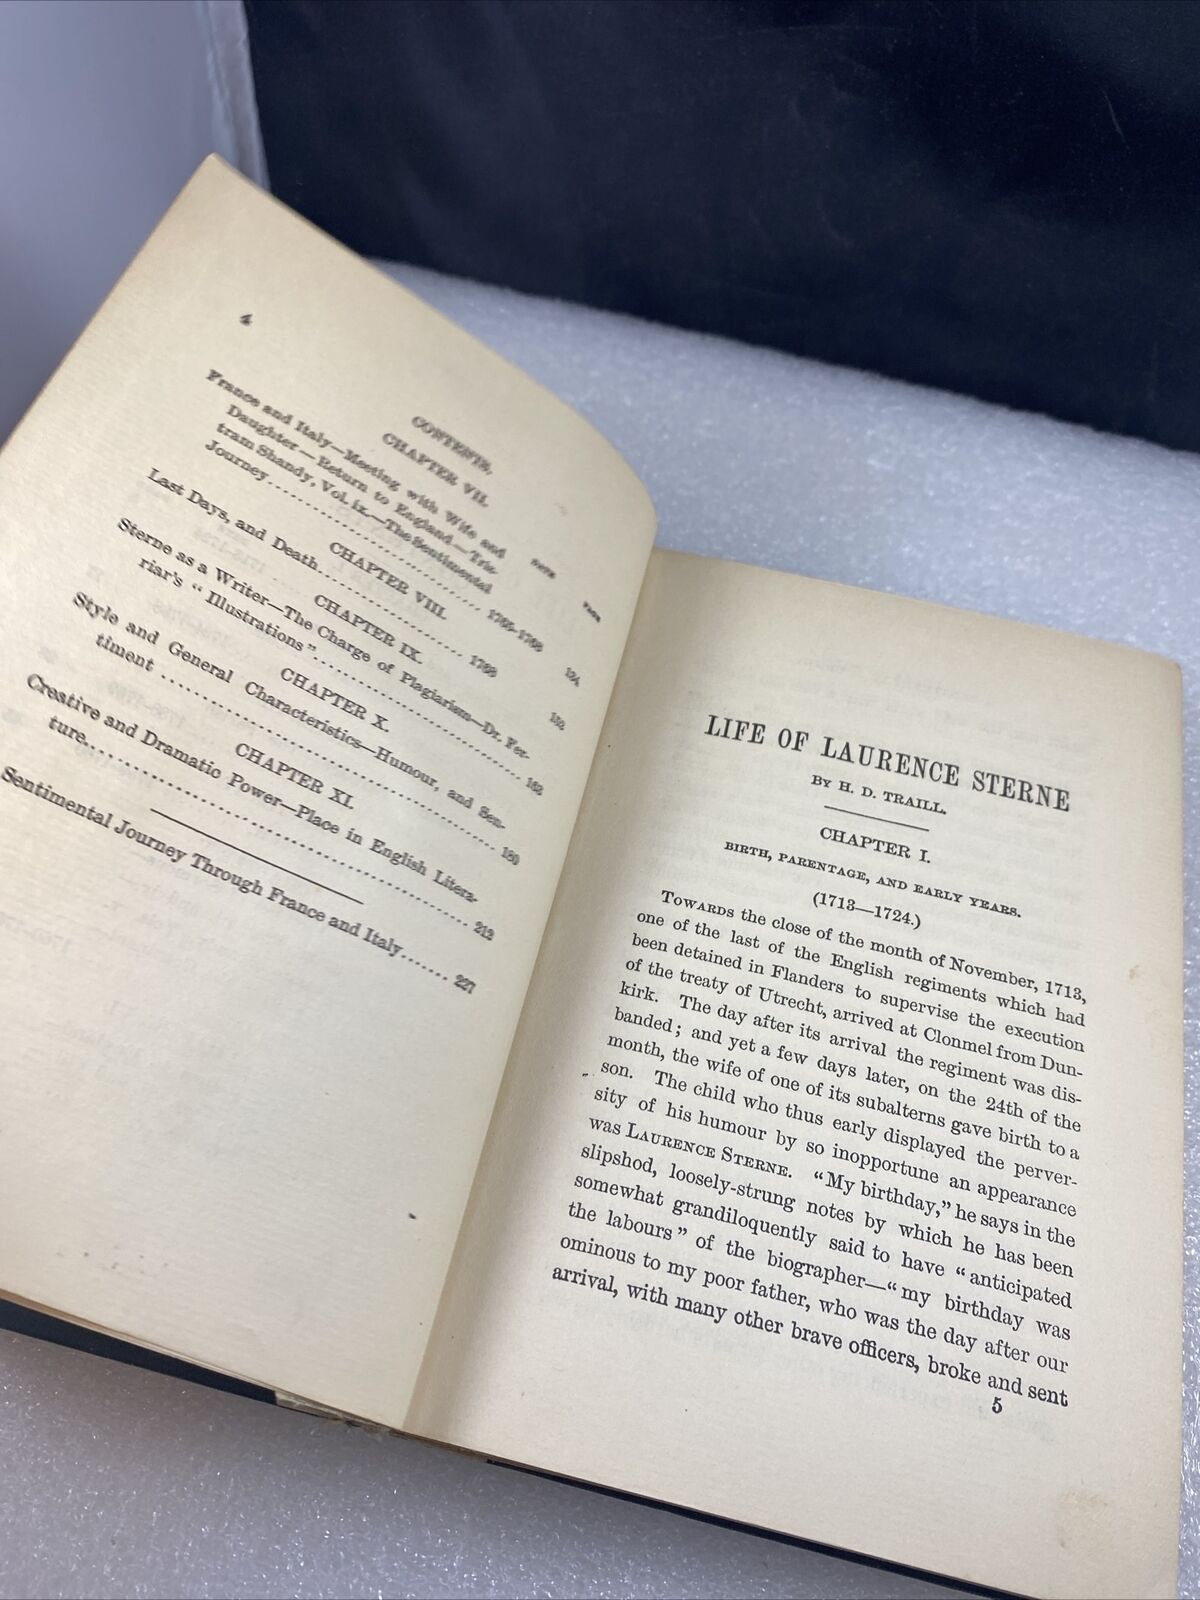 4
CONTENTS.
CHAPTER VII.
PAGE
France and Italy—Meeting with Wife and
Daughter—Return to England—Tris-
tram Shandy, Vol. ix.—The Sentimental
Journey 1765-1768 134
CHAPTER VIII.
Last Days, and Death 1768 152
CHAPTER IX.
Sterne as a Writer—The Charge of Plagiarism—Dr. Fer-
riar's "Illustrations" 163
CHAPTER X.
Style and General Characteristics—Humour, and Sen-
timent 180
CHAPTER XI.
Creative and Dramatic Power—Place in English Litera-
ture 212
Sentimental Journey Through France and Italy 227
LIFE OF LAURENCE STERNE
BY H. D. TRAILL.
CHAPTER I.
BIRTH, PARENTAGE, AND EARLY YEARS.
(1713—1724.)
TOWARDS the close of the month of November, 1713,
one of the last of the English regiments which had
been detained in Flanders to supervise the execution
of the treaty of Utrecht, arrived at Clonmel from Dun-
kirk. The day after its arrival the regiment was dis-
banded; and yet a few days later, on the 24th of the
month, the wife of one of its subalterns gave birth to a
son. The child who thus early displayed the perver-
sity of his humour by so inopportune an appearance
was LAURENCE STERNE. "My birthday," he says in the
slipshod, loosely-strung notes by which he has been
somewhat grandiloquently said to have "anticipated
the labours" of the biographer—"my birthday was
ominous to my poor father, who was the day after our
arrival, with many other brave officers, broke and sent
5